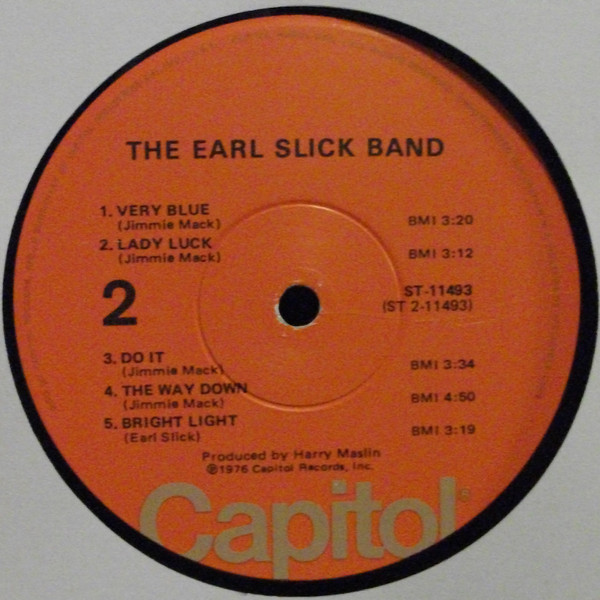 THE EARL SLICK BAND
1. VERY BLUE
(Jimmie Mack)
BMI 3:20
2. LADY LUCK
(Jimmie Mack)
BMI 3:12
2
ST-11493
(ST 2-11493)
3. DO IT
(Jimmie Mack)
BMI 3:34
4. THE WAY DOWN
(Jimmie Mack)
BMI 4:50
5. BRIGHT LIGHT
(Earl Slick)
BMI 3:19
Produced by Harry Maslin
℗1976 Capitol Records, Inc.
Capitol®